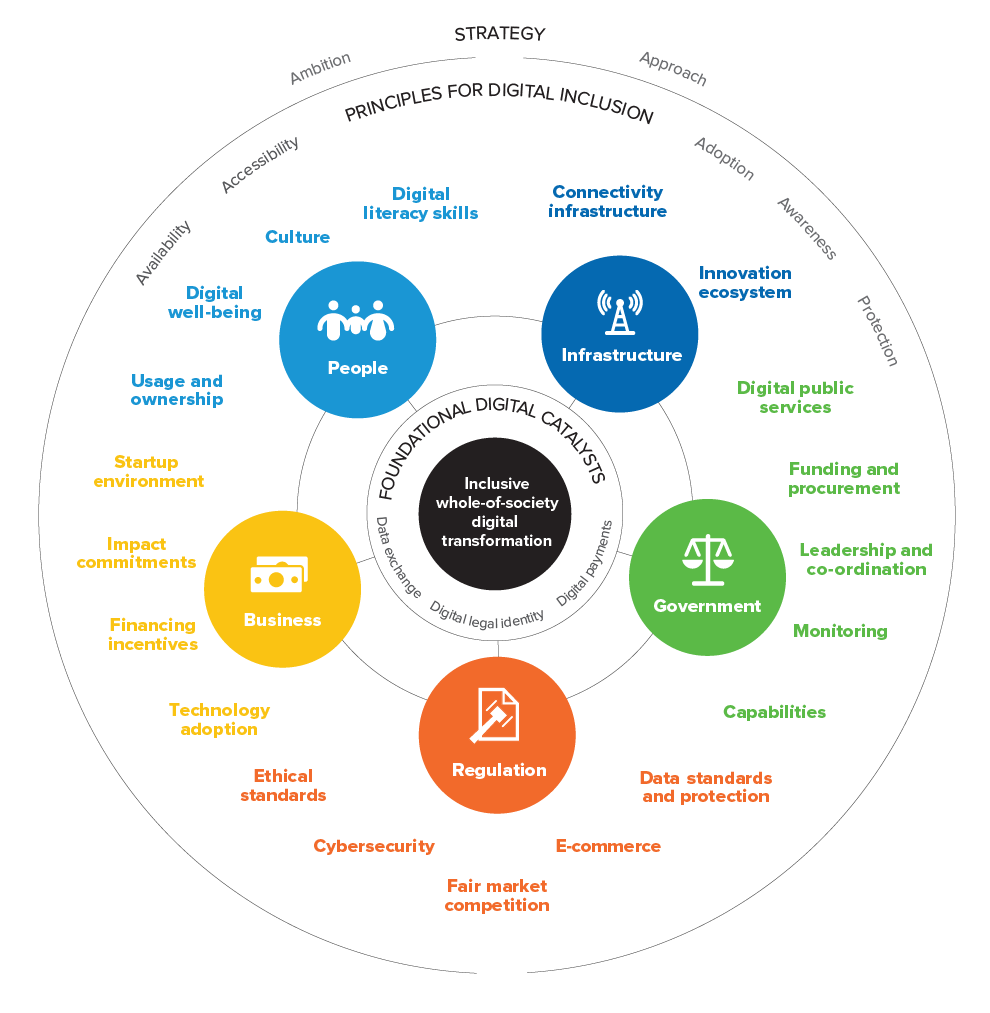 STRATEGY
Ambition
Approach
PRINCIPLES FOR DIGITAL INCLUSION
Availability
Accessibility
Adoption
Awareness
Protection
Digital
literacy skills
Culture
Digital
well-being
Usage and
ownership
People
Connectivity
infrastructure
Innovation
ecosystem
Infrastructure
Digital public
services
Funding and
procurement
Leadership and
co-ordination
Monitoring
Capabilities
Government
Startup
environment
Impact
commitments
Financing
incentives
Technology
adoption
Business
FOUNDATIONAL DIGITAL CATALYSTS
Inclusive
whole-of-society
digital
transformation
Data exchange
Digital legal identity
Digital payments
Regulation
Ethical
standards
Cybersecurity
Fair market
competition
E-commerce
Data standards
and protection